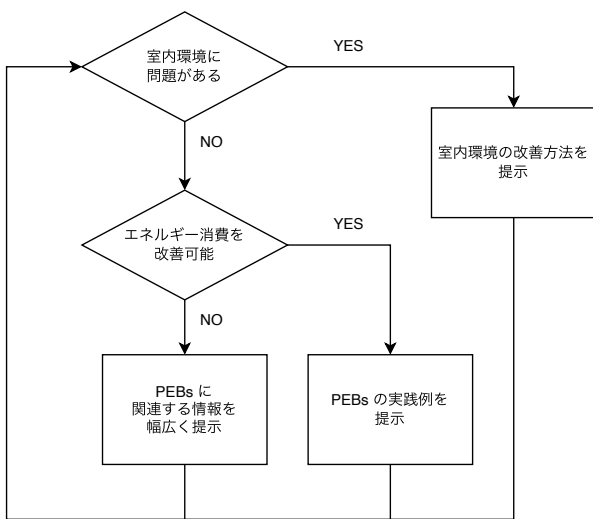 室内環境に
問題がある
YES
室内環境の改善方法を
提示
NO
エネルギー消費を
改善可能
YES
NO
PEBs に
関連する情報を
幅広く提示
PEBs の実践例を
提示